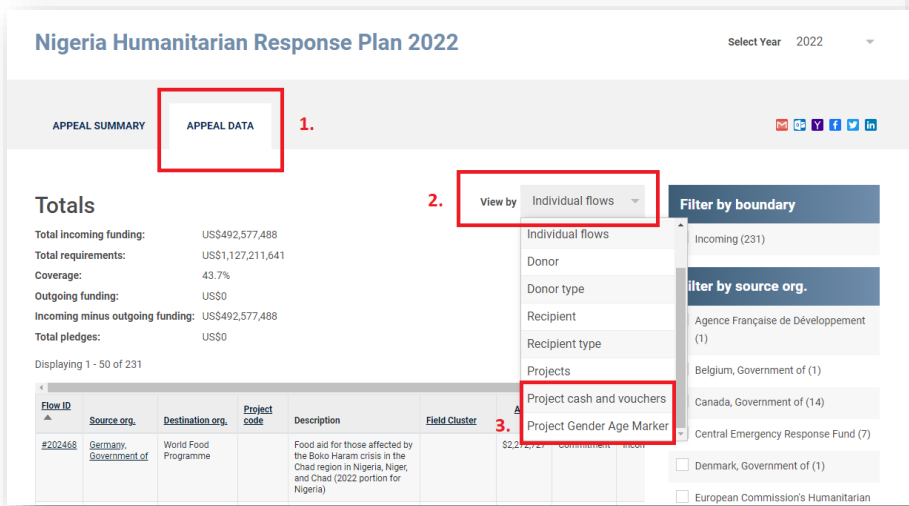 Nigeria Humanitarian Response Plan 2022
Select Year 2022
APPEAL SUMMARY APPEAL DATA 1.
Totals
2. View by Individual flows
Individual flows
Donor
Donor type
Recipient
Recipient type
Projects
Project cash and vouchers
3. Project Gender Age Marker
Total incoming funding: US$492,577,488
Total requirements: US$1,127,211,641
Coverage: 43.7%
Outgoing funding: US$0
Incoming minus outgoing funding: US$492,577,488
Total pledges: US$0
Displaying 1 - 50 of 231
Flow ID Source org. Destination org. Project code Description Field Cluster
#202468 Germany, Government of World Food Programme Food aid for those affected by the Boko Haram crisis in the Chad region in Nigeria, Niger, and Chad (2022 portion for Nigeria) Commitment
Filter by boundary
Incoming (231)
ilter by source org.
Agence Française de Développement
(1)
Belgium, Government of (1)
Canada, Government of (14)
Central Emergency Response Fund (7)
Denmark, Government of (1)
European Commission's Humanitarian